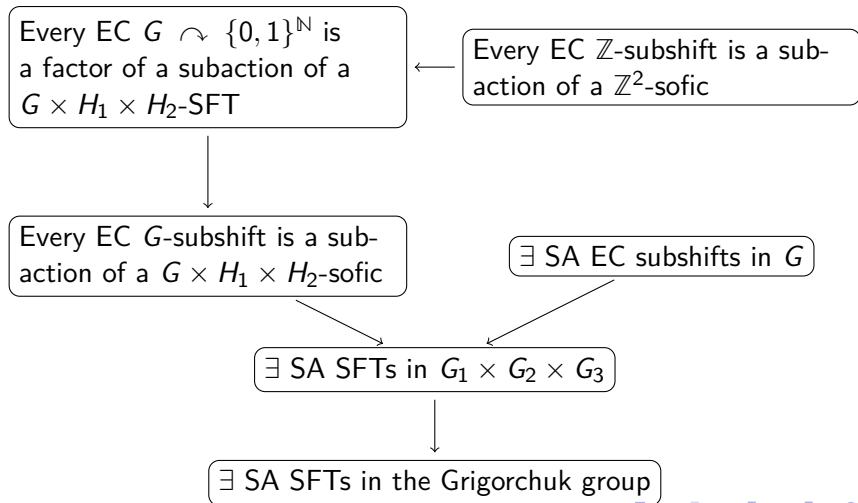 Every EC G ↷ {0, 1}^ℕ is
a factor of a subaction of a
G × H₁ × H₂-SFT
Every EC ℤ-subshift is a sub-
action of a ℤ²-sofic
Every EC G-subshift is a sub-
action of a G × H₁ × H₂-sofic
∃ SA EC subshifts in G
∃ SA SFTs in G₁ × G₂ × G₃
∃ SA SFTs in the Grigorchuk group